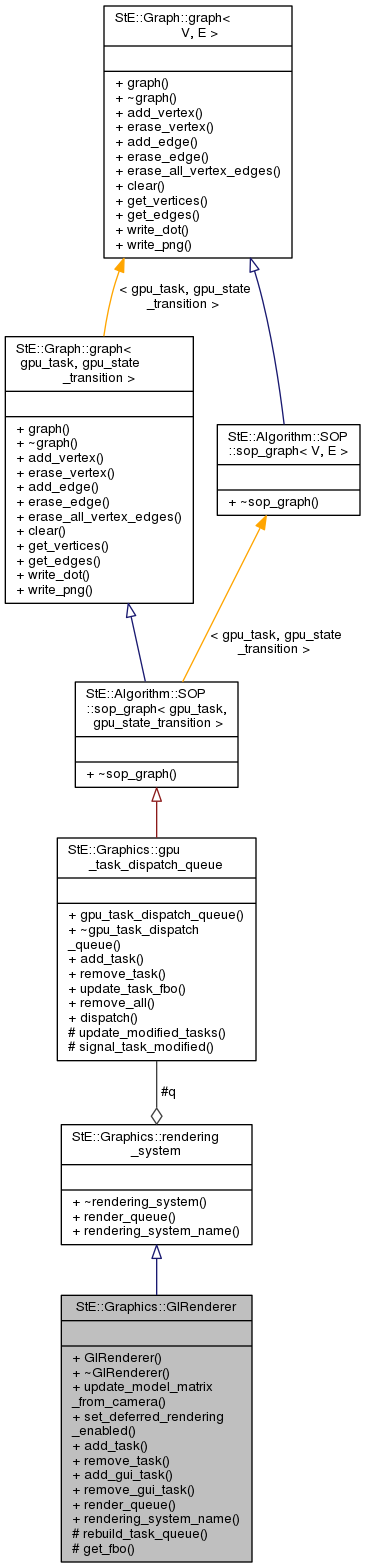 StE::Graph::graph<
V, E >
+ graph()
+ ~graph()
+ add_vertex()
+ erase_vertex()
+ add_edge()
+ erase_edge()
+ erase_all_vertex_edges()
+ clear()
+ get_vertices()
+ get_edges()
+ write_dot()
+ write_png()
< gpu_task, gpu_state
_transition >
StE::Graph::graph<
gpu_task, gpu_state
_transition >
+ graph()
+ ~graph()
+ add_vertex()
+ erase_vertex()
+ add_edge()
+ erase_edge()
+ erase_all_vertex_edges()
+ clear()
+ get_vertices()
+ get_edges()
+ write_dot()
+ write_png()
StE::Algorithm::SOP
::sop_graph< V, E >
+ ~sop_graph()
< gpu_task, gpu_state
_transition >
StE::Algorithm::SOP
::sop_graph< gpu_task,
gpu_state_transition >
+ ~sop_graph()
StE::Graphics::gpu
_task_dispatch_queue
+ gpu_task_dispatch_queue()
+ ~gpu_task_dispatch
_queue()
+ add_task()
+ remove_task()
+ update_task_fbo()
+ remove_all()
+ dispatch()
# update_modified_tasks()
# signal_task_modified()
#q
StE::Graphics::rendering
_system
+ ~rendering_system()
+ render_queue()
+ rendering_system_name()
StE::Graphics::GlRenderer
+ GlRenderer()
+ ~GlRenderer()
+ update_model_matrix
_from_camera()
+ set_deferred_rendering
_enabled()
+ add_task()
+ remove_task()
+ add_gui_task()
+ remove_gui_task()
+ render_queue()
+ rendering_system_name()
# rebuild_task_queue()
# get_fbo()